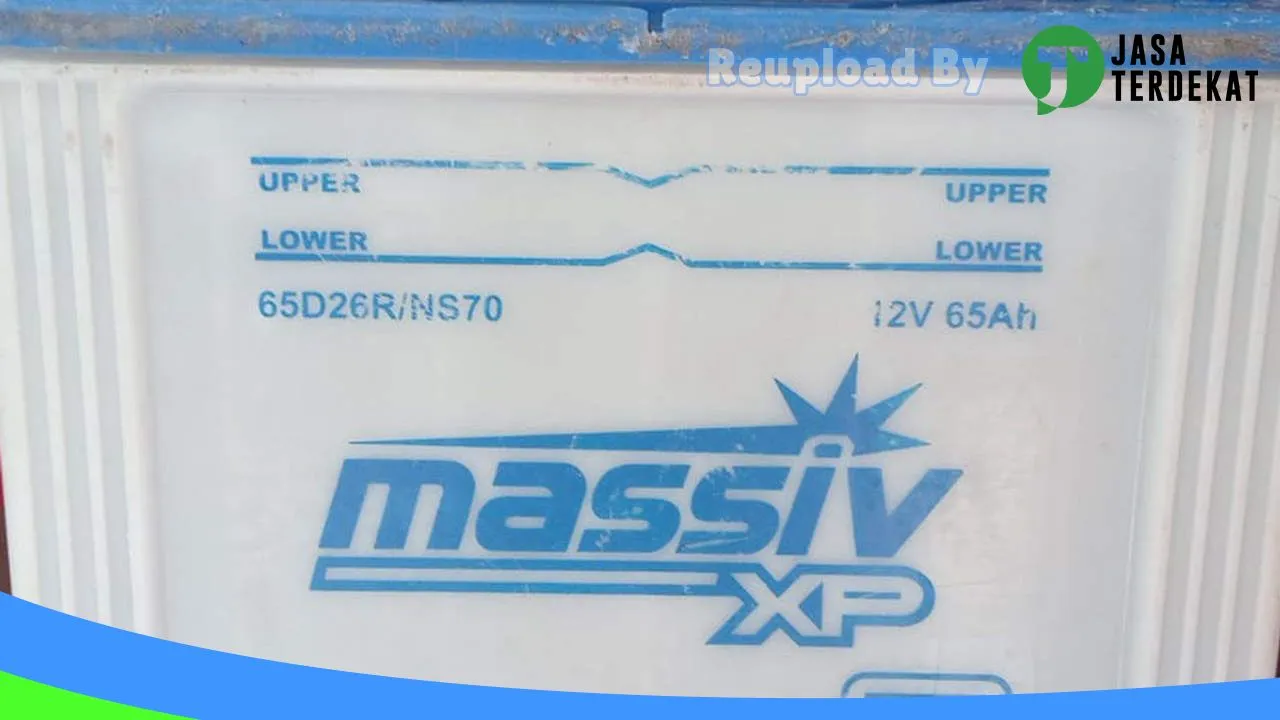 Reupload By
JASA
TERDEKAT
UPPER UPPER
LOWER LOWER
65D26R/NS70 12V 65Ah
massiv
XP